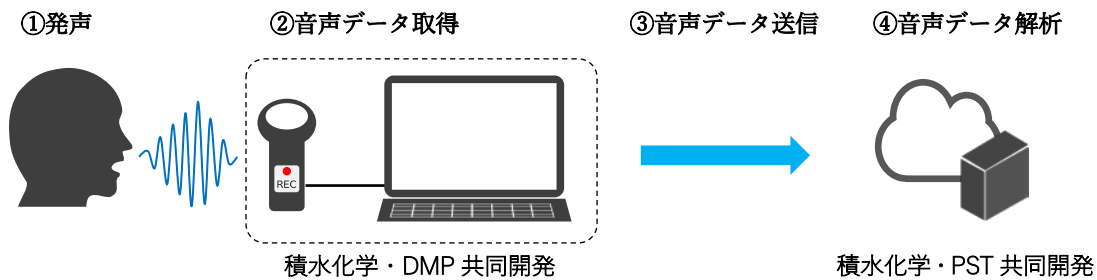 ①発声
②音声データ取得
③音声データ送信
④音声データ解析
REC
積水化学・DMP 共同開発
積水化学・PST 共同開発